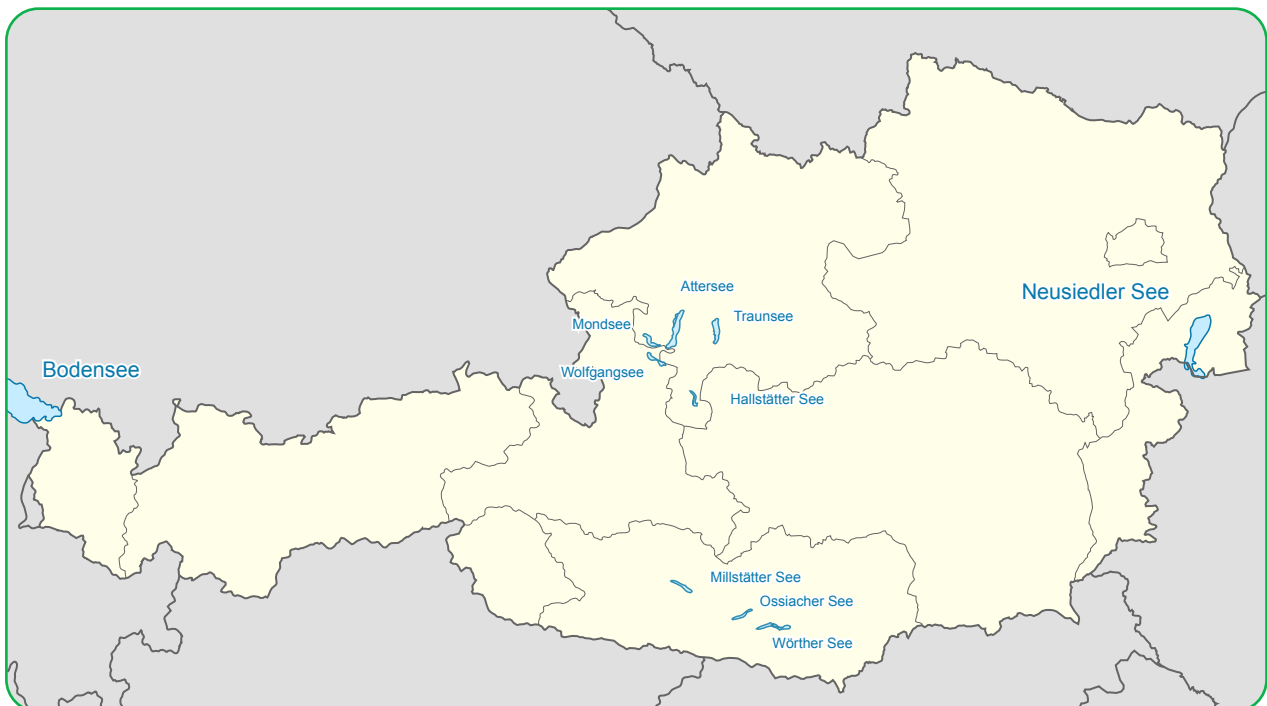 Attersee
Neusiedler See
Traunsee
Mondsee
Bodensee
Wolfgangsee
Hallstätter See
Millstätter See
Ossiacher See
Wörther See